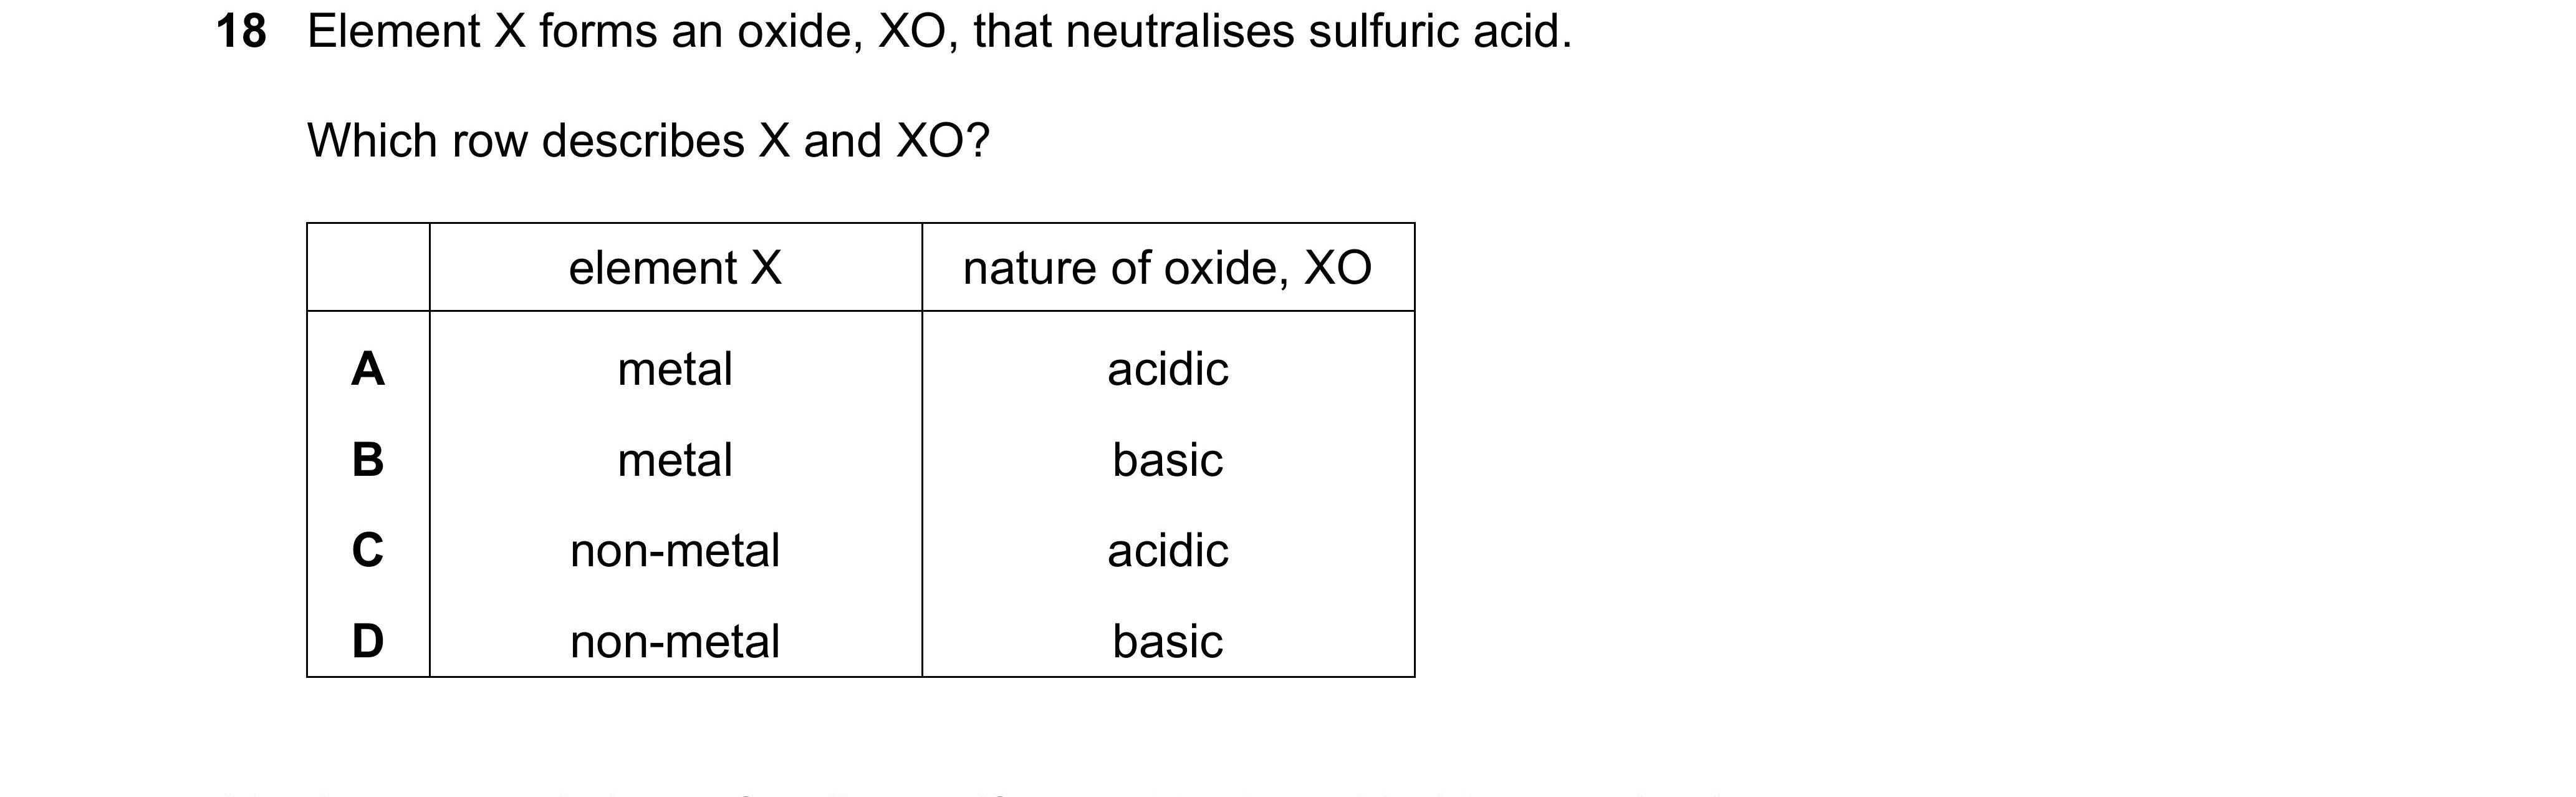 18 Element X forms an oxide, XO, that neutralises sulfuric acid.
Which row describes X and XO?
element X nature of oxide, XO
A metal acidic
B metal basic
C non-metal acidic
D non-metal basic